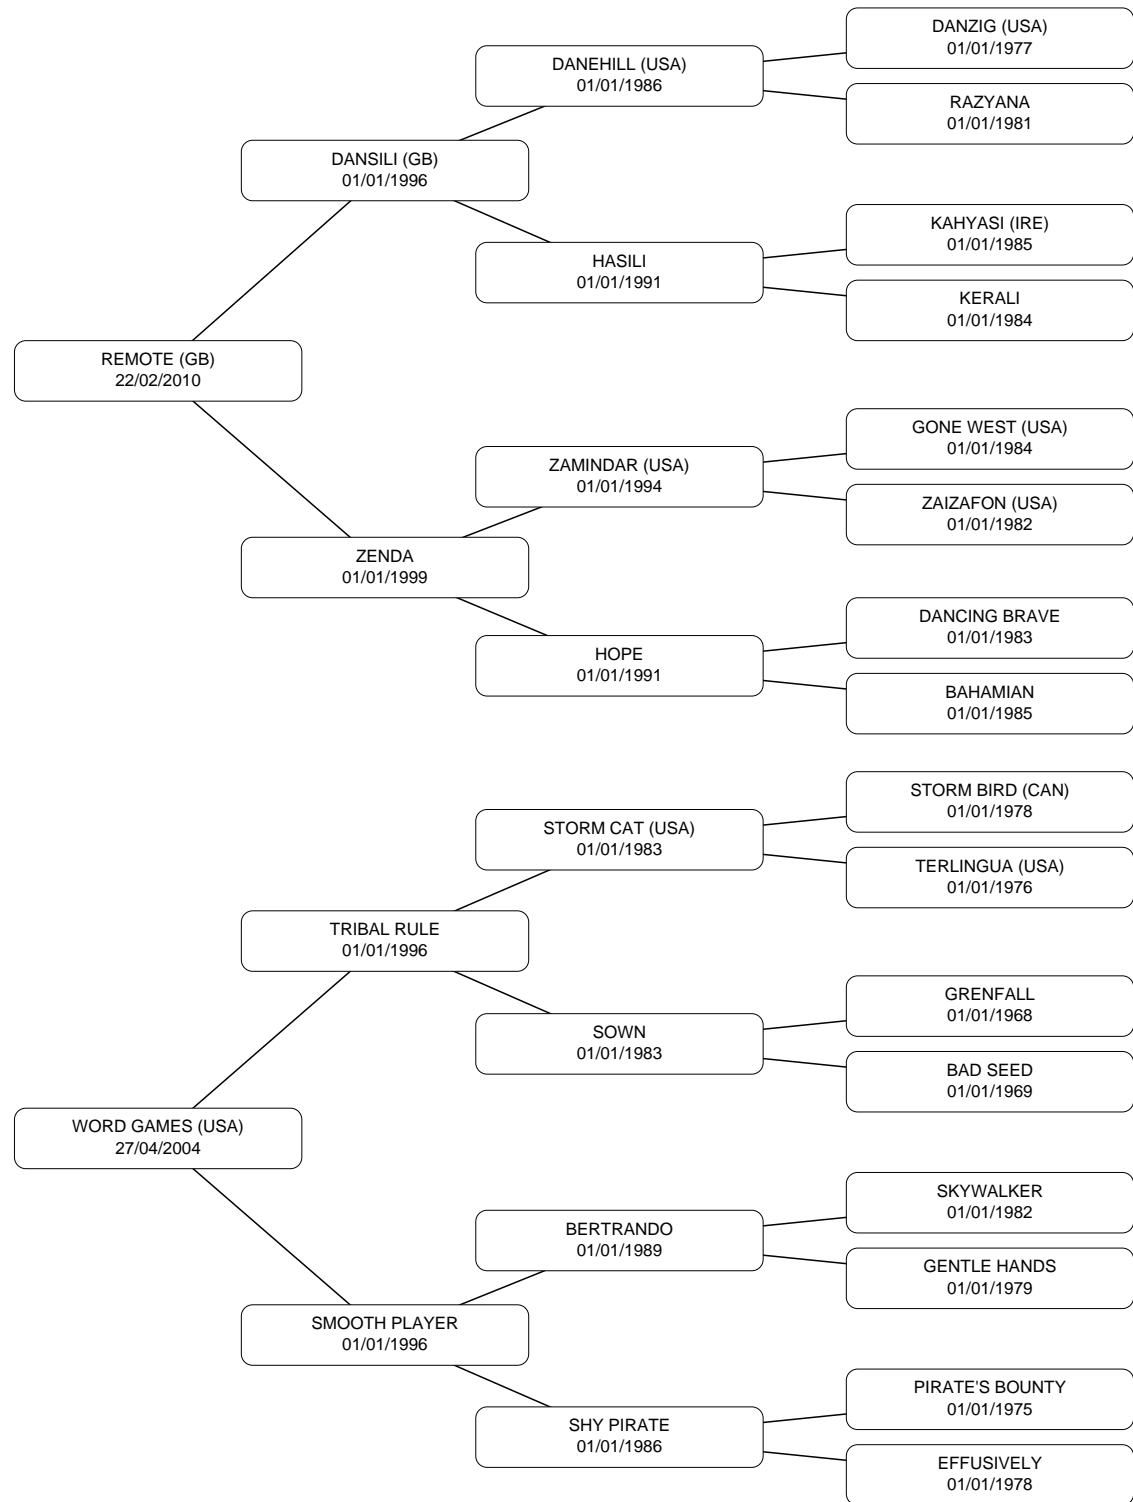 DANZIG (USA)
01/01/1977
DANEHILL (USA)
01/01/1986
RAZYANA
01/01/1981
DANSILI (GB)
01/01/1996
KAHYASI (IRE)
01/01/1985
HASILI
01/01/1991
KERALI
01/01/1984
REMOTE (GB)
22/02/2010
GONE WEST (USA)
01/01/1984
ZAMINDAR (USA)
01/01/1994
ZAIZAFON (USA)
01/01/1982
ZENDA
01/01/1999
DANCING BRAVE
01/01/1983
HOPE
01/01/1991
BAHAMIAN
01/01/1985
STORM BIRD (CAN)
01/01/1978
STORM CAT (USA)
01/01/1983
TERLINGUA (USA)
01/01/1976
TRIBAL RULE
01/01/1996
GRENFALL
01/01/1968
SOWN
01/01/1983
BAD SEED
01/01/1969
WORD GAMES (USA)
27/04/2004
SKYWALKER
01/01/1982
BERTRANDO
01/01/1989
GENTLE HANDS
01/01/1979
SMOOTH PLAYER
01/01/1996
PIRATE'S BOUNTY
01/01/1975
SHY PIRATE
01/01/1986
EFFUSIVELY
01/01/1978